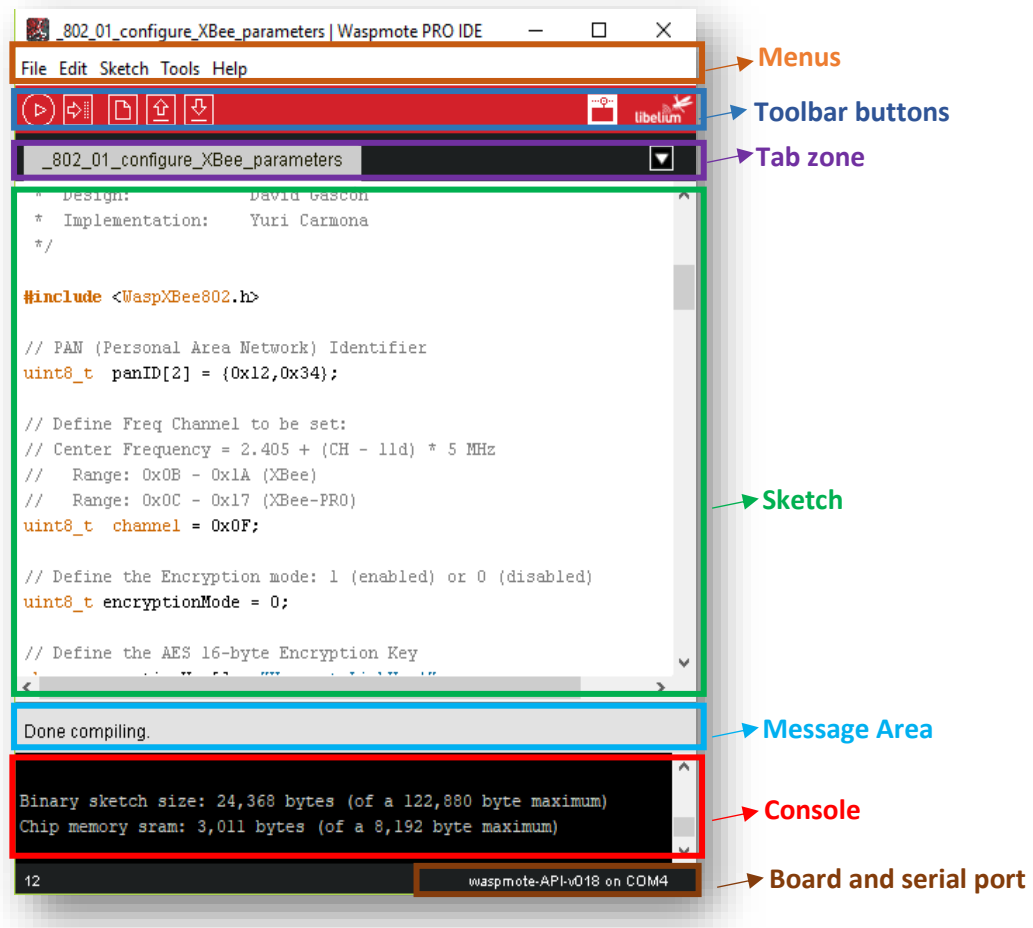 _802_01_configure_XBee_parameters | Waspmote PRO IDE
File Edit Sketch Tools Help
Menus
libelium
Toolbar buttons
_802_01_configure_XBee_parameters
Tab zone
* Design: David Gascon
* Implementation: Yuri Carmona
*/
#include <WaspXBee802.h>
// PAN (Personal Area Network) Identifier
uint8_t panID[2] = {0x12,0x34};
// Define Freq Channel to be set:
// Center Frequency = 2.405 + (CH - 11d) * 5 MHz
// Range: 0x0B - 0x1A (XBee)
// Range: 0x0C - 0x17 (XBee-PRO)
uint8_t channel = 0x0F;
Sketch
// Define the Encryption mode: 1 (enabled) or 0 (disabled)
uint8_t encryptionMode = 0;
// Define the AES 16-byte Encryption Key
Done compiling.
Message Area
Binary sketch size: 24,368 bytes (of a 122,880 byte maximum)
Chip memory sram: 3,011 bytes (of a 8,192 byte maximum)
Console
12
waspmote-API-v018 on COM4
Board and serial port